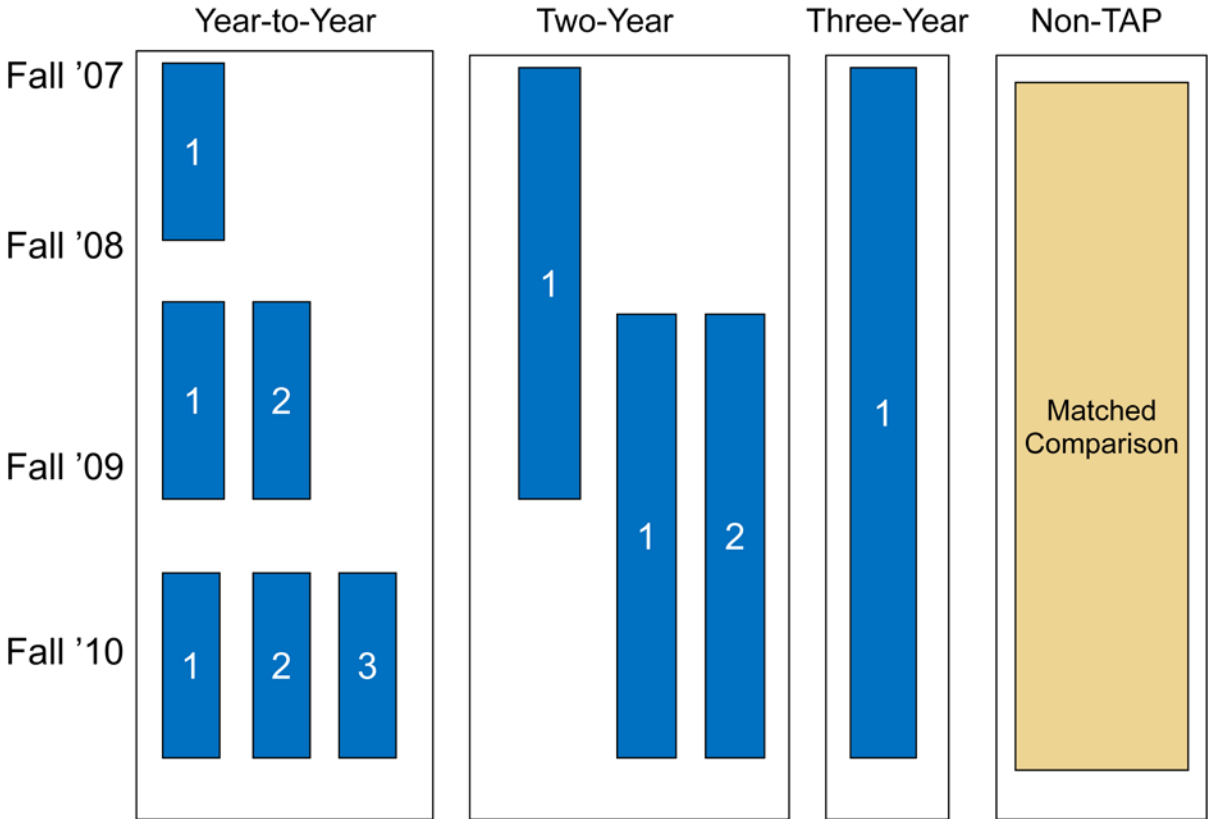 Year-to-Year Two-Year Three-Year Non-TAP
Fall ’07
1
Fall ’08
1
1 2
1
Matched
Comparison
Fall ’09
1 2
Fall ’10
1 2 3